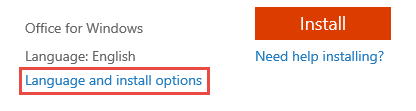 Office for Windows
Install
Language: English
Need help installing?
Language and install options